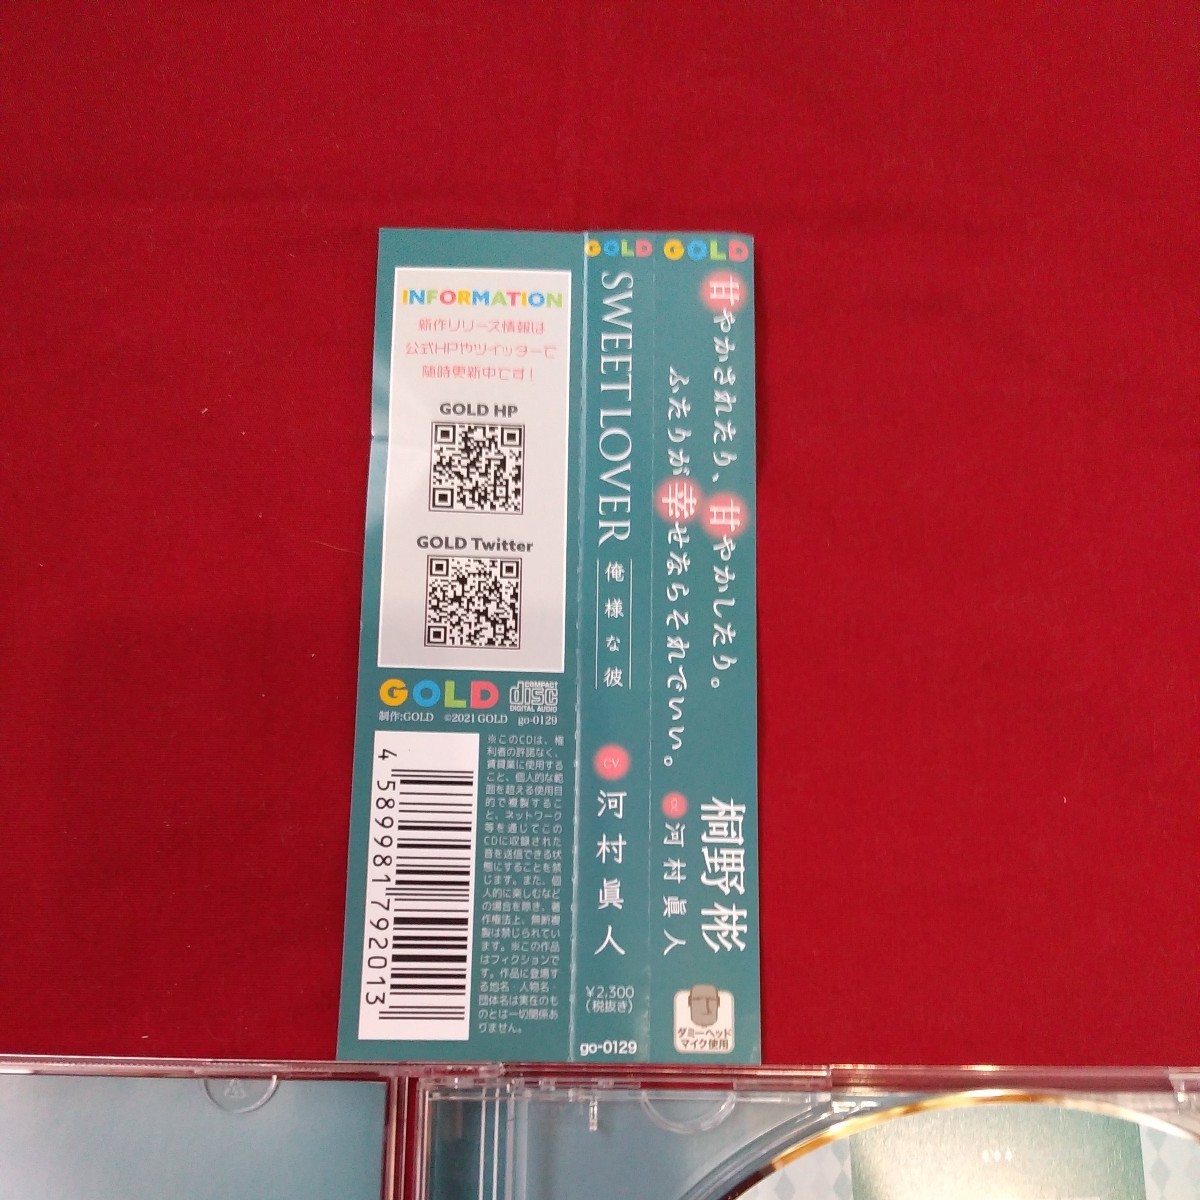 GOLD
甘やかされたり、甘やかしたり。
ふたりが幸せならそれでいい。
桐野彬
CV
河村眞人
ダミーヘッド
マイク使用
GOLD
SWEET LOVER
俺様な彼
CV
河村眞人
¥2,300
(税抜き)
go-0129
INFORMATION
新作リリース情報は
公式HPやツイッターで
随時更新中です!
GOLD HP
GOLD Twitter
GOLD
COMPACT
disc
DIGITAL AUDIO
制作:GOLD ©2021 GOLD go-0129
4 589981 792013
※このCDは、権
利者の許諾なく、
賃貸業に使用する
こと、個人的な範
囲を超える使用目
的で複製するこ
と、ネットワーク
等を通じてこの
CDに収録された
音を送信できる状
態にすることを禁
じます。また、個
人的に楽しむなど
の場合を除き、著
作権法上、無断複
製は禁じられてい
ます。※この作品
はフィクションで
す。作品に登場す
る地名・人物名・
団体名は実在のも
のとは一切関係あ
りません。